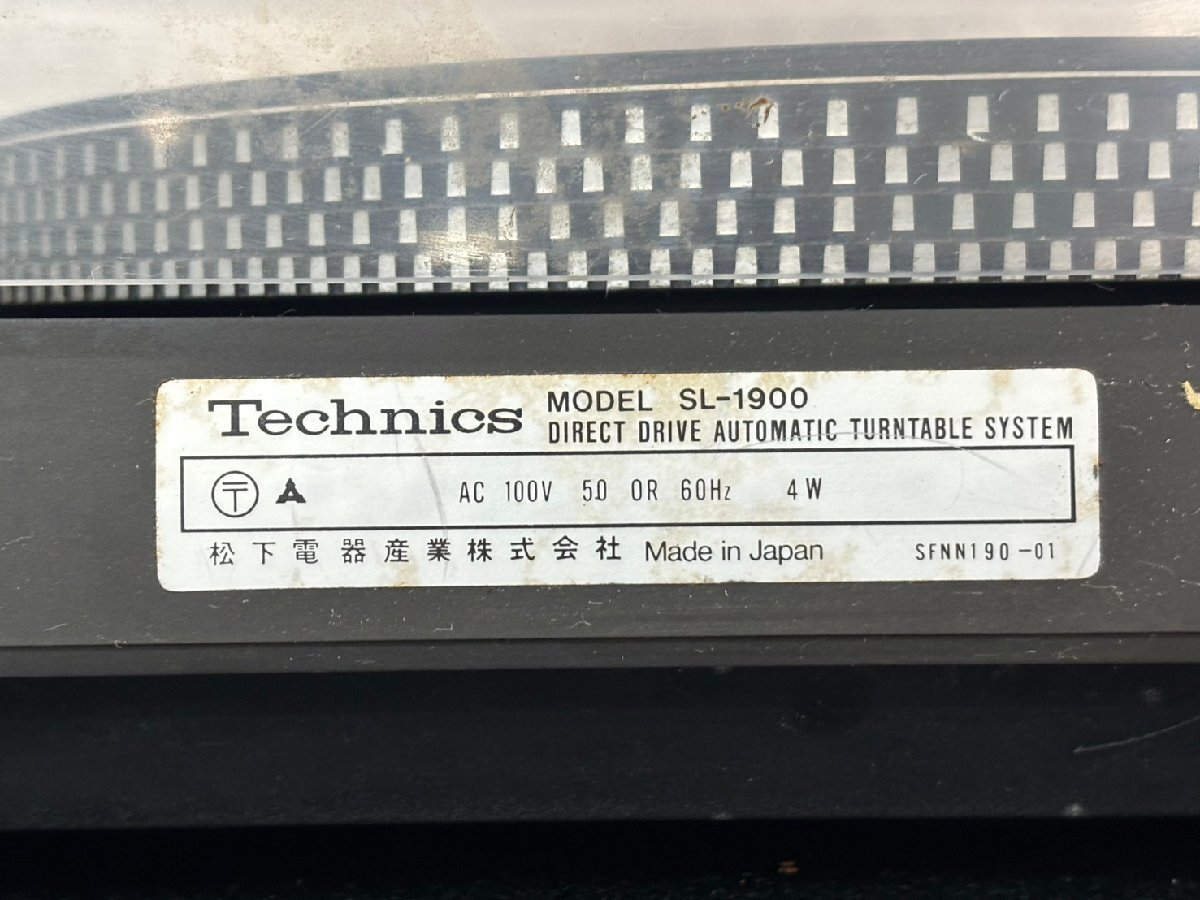 Technics MODEL SL-1900
DIRECT DRIVE AUTOMATIC TURNTABLE SYSTEM
〒 A AC 100V 50 OR 60Hz 4W
松下電器産業株式会社 Made in Japan SFNN190-01